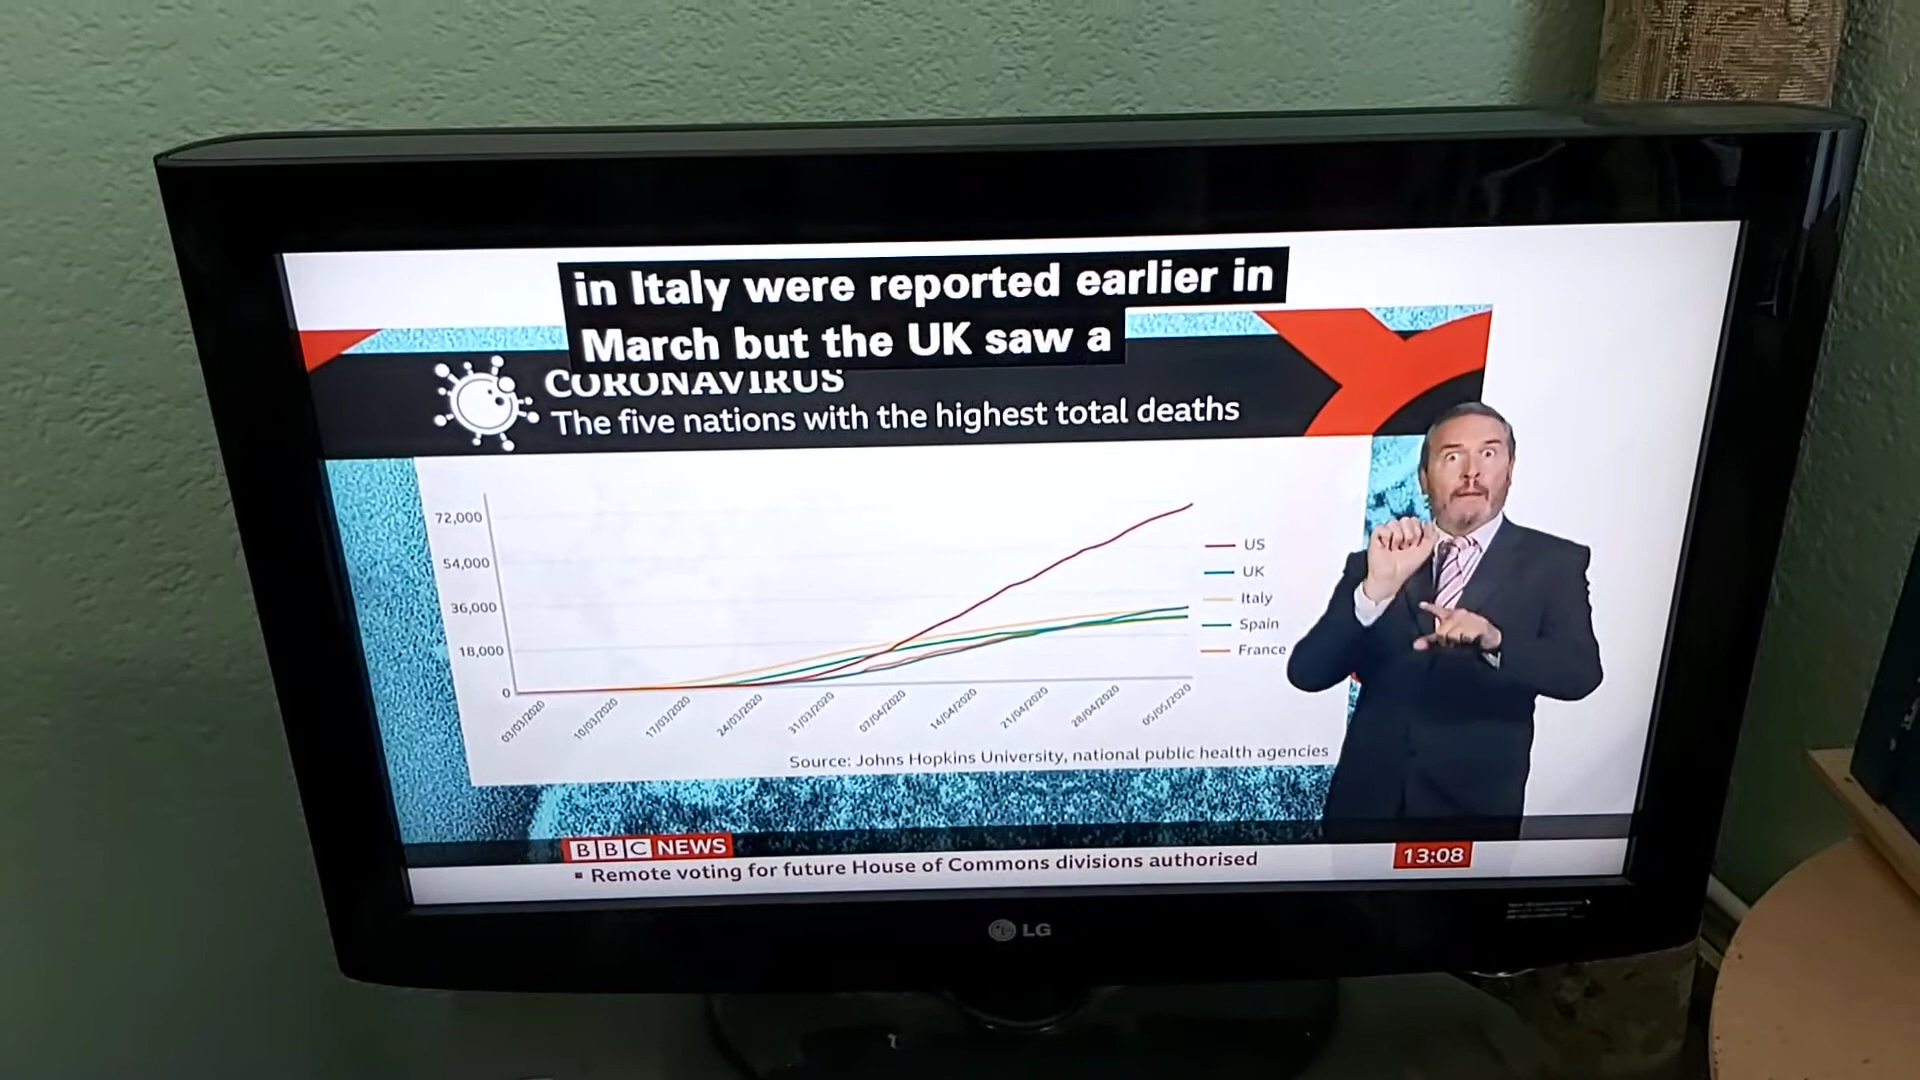 in Italy were reported earlier in
March but the UK saw a
CORONAVIRUS
The five nations with the highest total deaths
72,000
54,000
36,000
18,000
0
US
UK
Italy
Spain
France
03/03/2020
10/03/2020
17/03/2020
24/03/2020
31/03/2020
07/04/2020
14/04/2020
21/04/2020
28/04/2020
05/05/2020
Source: Johns Hopkins University, national public health agencies
BBC NEWS
Remote voting for future House of Commons divisions authorised
13:08
LG